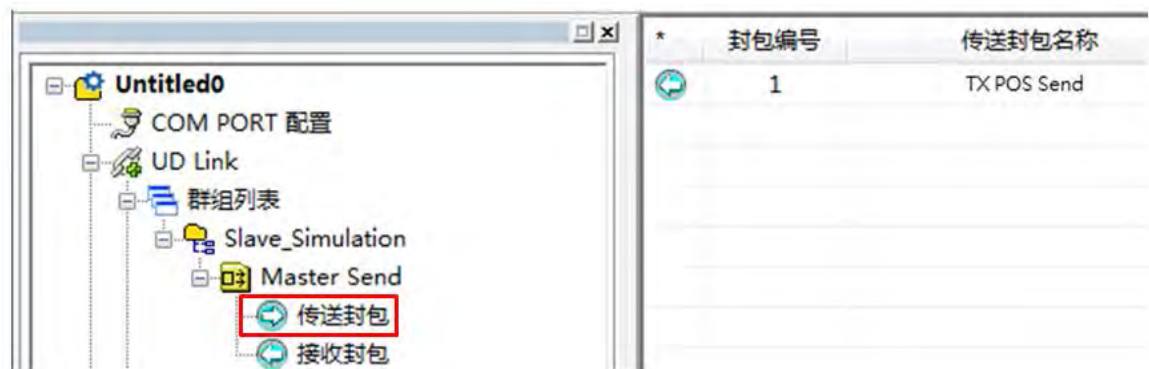 Untitled0
COM PORT 配置
UD Link
群组列表
Slave_Simulation
Master Send
传送封包
接收封包
* 封包编号 传送封包名称
1 TX POS Send